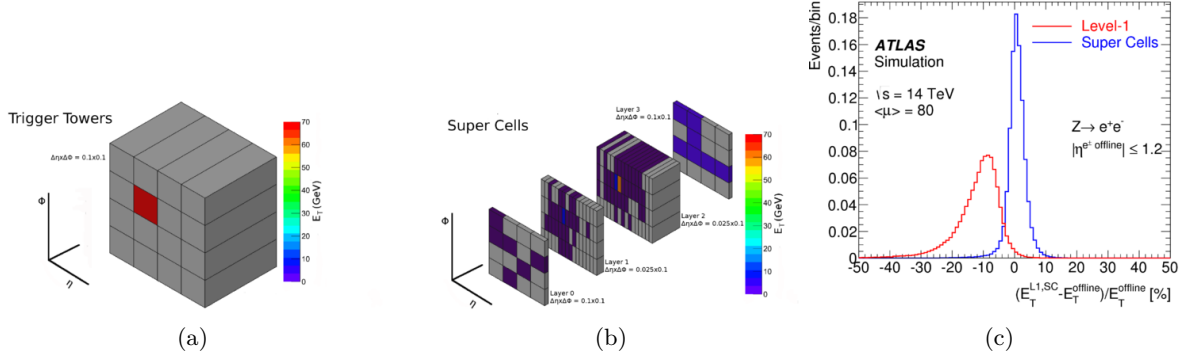 Trigger Towers
ΔηxΔΦ = 0.1x0.1
Φ
η
70
60
50
40
30
20
10
0
E_T (GeV)
(a)
Super Cells
Layer 3
ΔηxΔΦ = 0.1x0.1
Layer 2
ΔηxΔΦ = 0.025x0.1
Layer 1
ΔηxΔΦ = 0.025x0.1
Layer 0
ΔηxΔΦ = 0.1x0.1
Φ
η
70
60
50
40
30
20
10
0
E_T (GeV)
(b)
Events/bin
0.18
0.16
0.14
0.12
0.1
0.08
0.06
0.04
0.02
0
ATLAS
Simulation
\s = 14 TeV
<μ> = 80
Level-1
Super Cells
Z→ e⁺e⁻
|η^{e± offline}| ≤ 1.2
-50 -40 -30 -20 -10 0 10 20 30 40 50
(E_T^{L1,SC}-E_T^{offline})/E_T^{offline} [%]
(c)